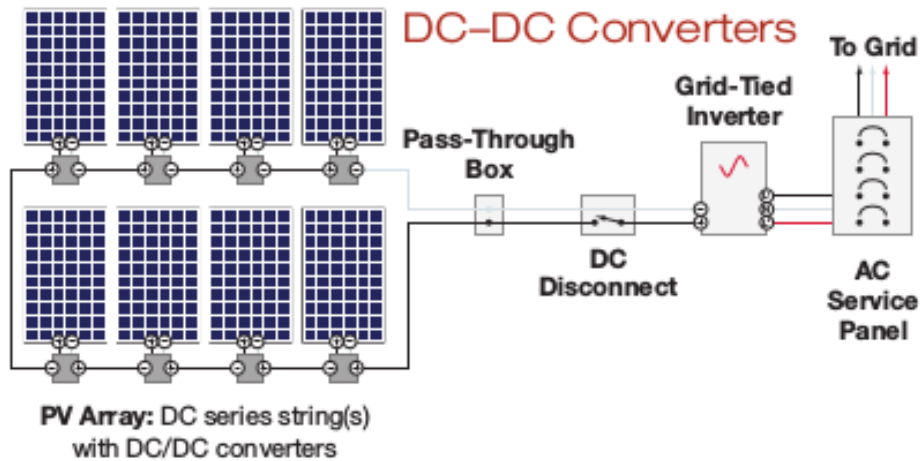 DC–DC Converters
To Grid
Grid-Tied
Inverter
Pass-Through
Box
DC
Disconnect
AC
Service
Panel
PV Array: DC series string(s)
with DC/DC converters